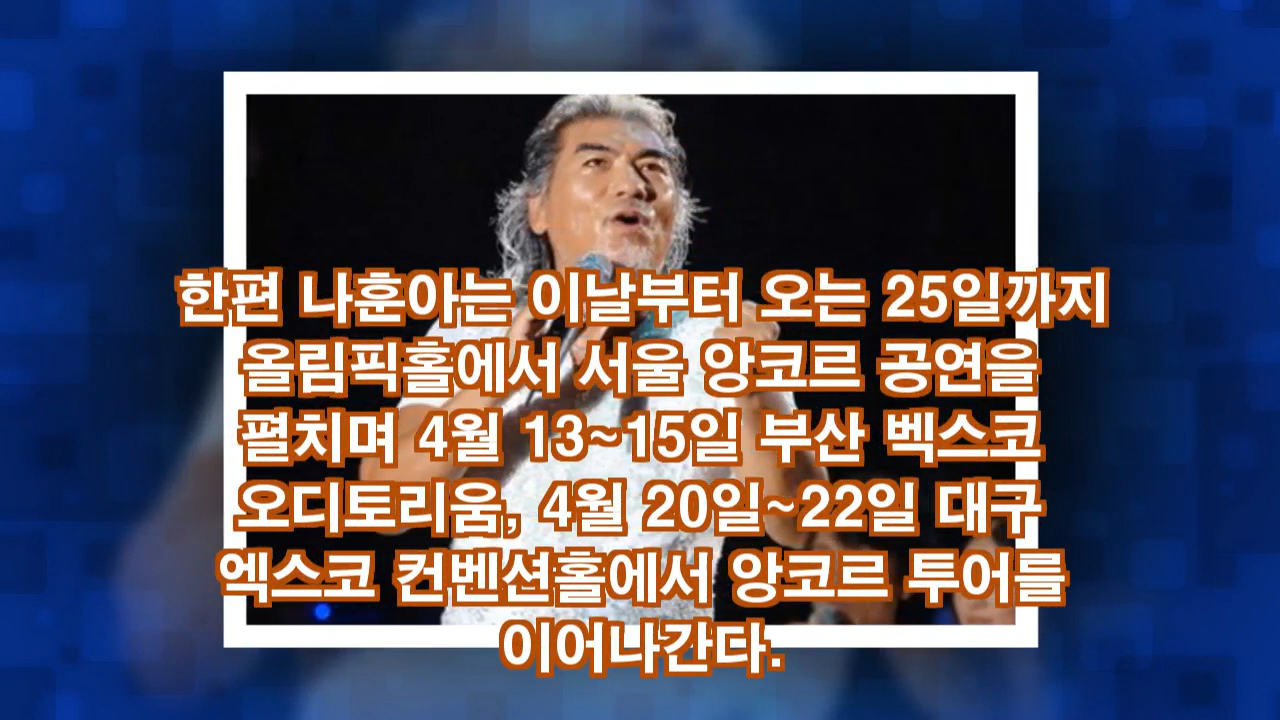 한편 나훈아는 이날부터 오는 25일까지
올림픽홀에서 서울 앙코르 공연을
펼치며 4월 13~15일 부산 벡스코
오디토리움, 4월 20일~22일 대구
엑스코 컨벤션홀에서 앙코르 투어를
이어나간다.